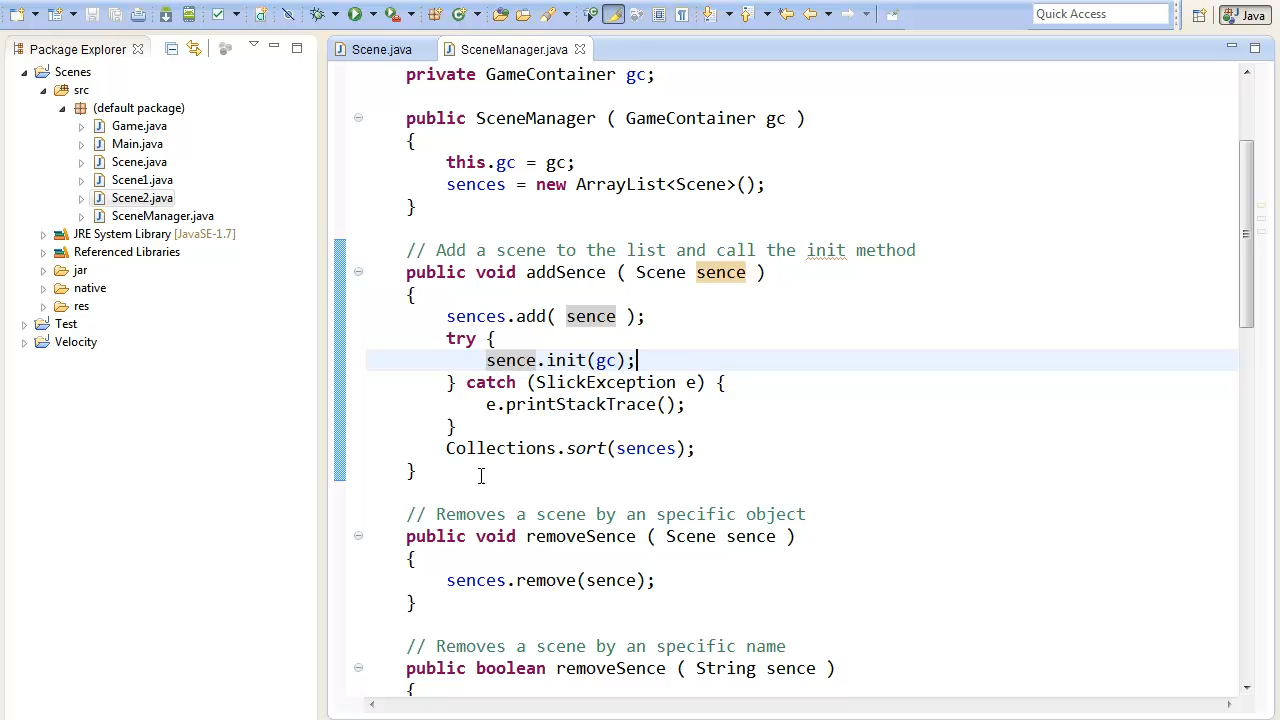 Quick Access
Java
Package Explorer
Scene.java
SceneManager.java
Scenes
src
(default package)
Game.java
Main.java
Scene.java
Scene1.java
Scene2.java
SceneManager.java
JRE System Library [JavaSE-1.7]
Referenced Libraries
jar
native
res
Test
Velocity
private GameContainer gc;
public SceneManager ( GameContainer gc )
{
this.gc = gc;
sences = new ArrayList<Scene>();
}
// Add a scene to the list and call the init method
public void addSence ( Scene sence )
{
sences.add( sence );
try {
sence.init(gc);
} catch (SlickException e) {
e.printStackTrace();
}
Collections.sort(sences);
}
// Removes a scene by an specific object
public void removeSence ( Scene sence )
{
sences.remove(sence);
}
// Removes a scene by an specific name
public boolean removeSence ( String sence )
{